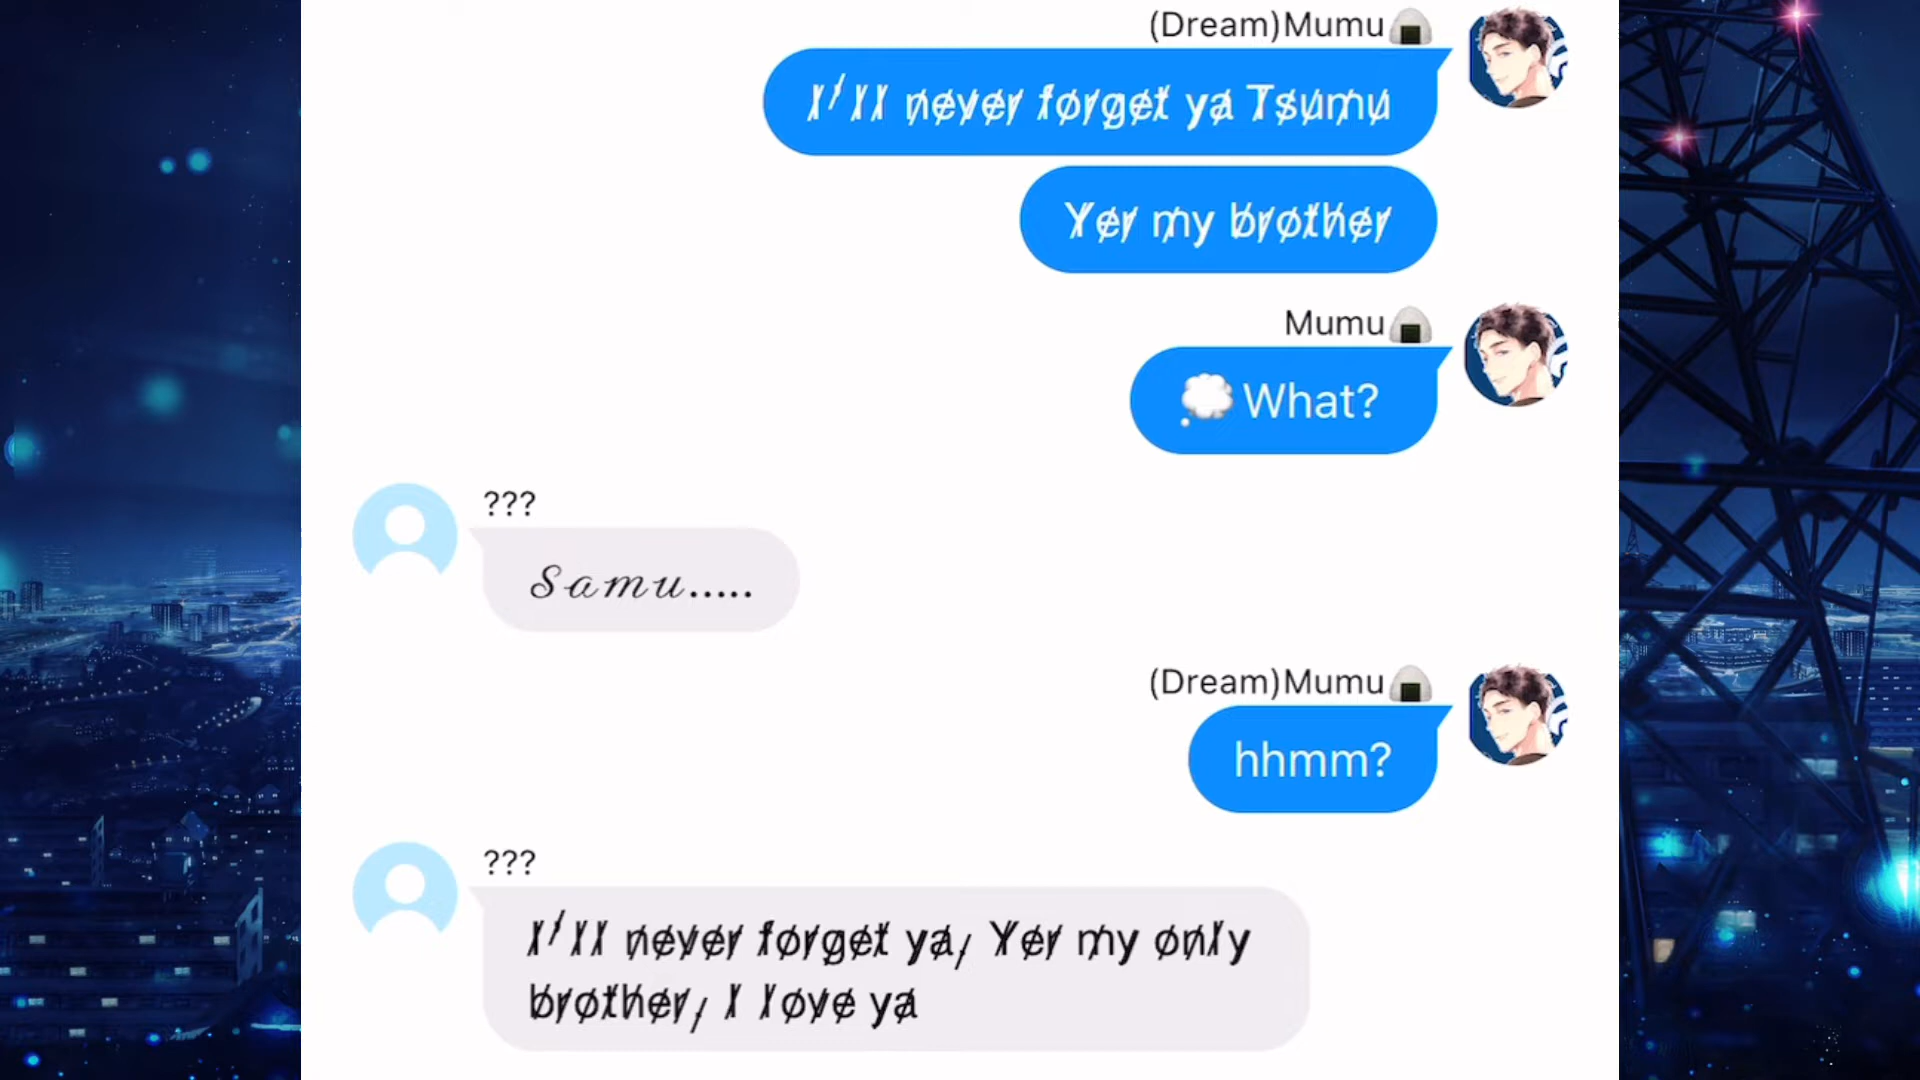 (Dream)Mumu🍙
I'll never forget ya Tsumu
Yer my brother
Mumu🍙
💭What?
???
𝒮𝒶𝓂𝓊.....
(Dream)Mumu🍙
hhmm?
???
I'll never forget ya, Yer my only
brother, I love ya